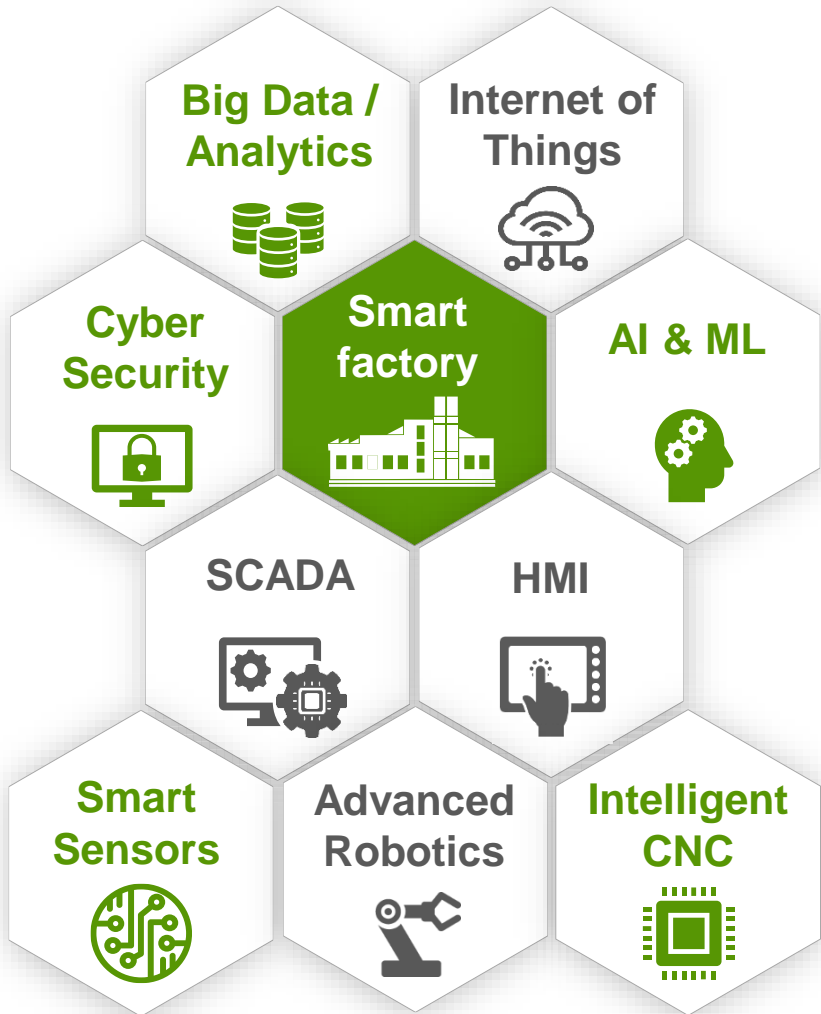 Big Data /
Analytics
Internet of
Things
Cyber
Security
Smart
factory
AI & ML
SCADA
HMI
Smart
Sensors
Advanced
Robotics
Intelligent
CNC